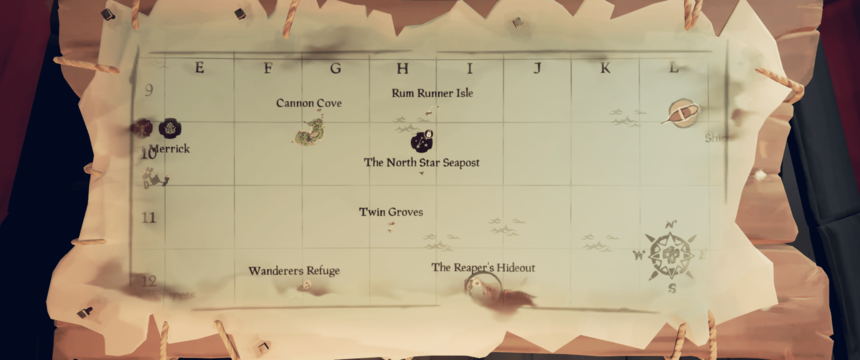 E F G H I J K L
9
Rum Runner Isle
Cannon Cove
Merrick
10
The North Star Seapost
11
Twin Groves
N
W E
S
Wanderers Refuge
The Reaper's Hideout
12